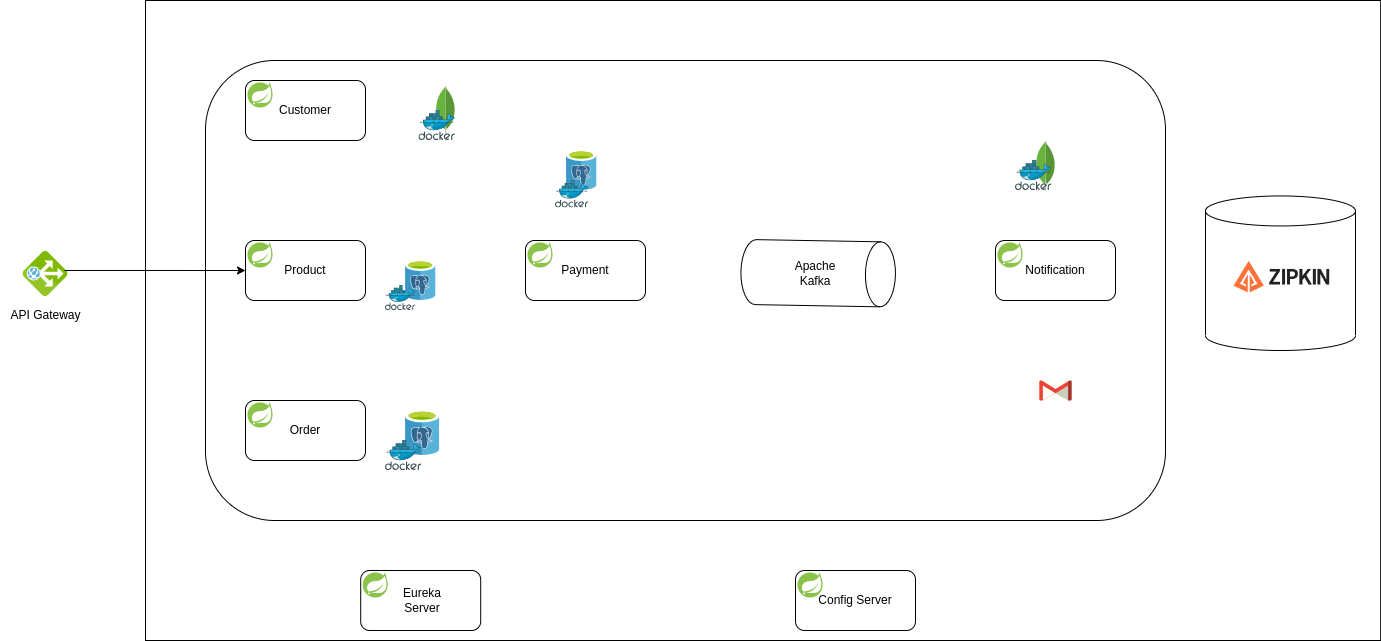 Customer
docker
docker
docker
API Gateway
Product
docker
Payment
Apache
Kafka
Notification
ZIPKIN
Order
docker
Eureka
Server
Config Server